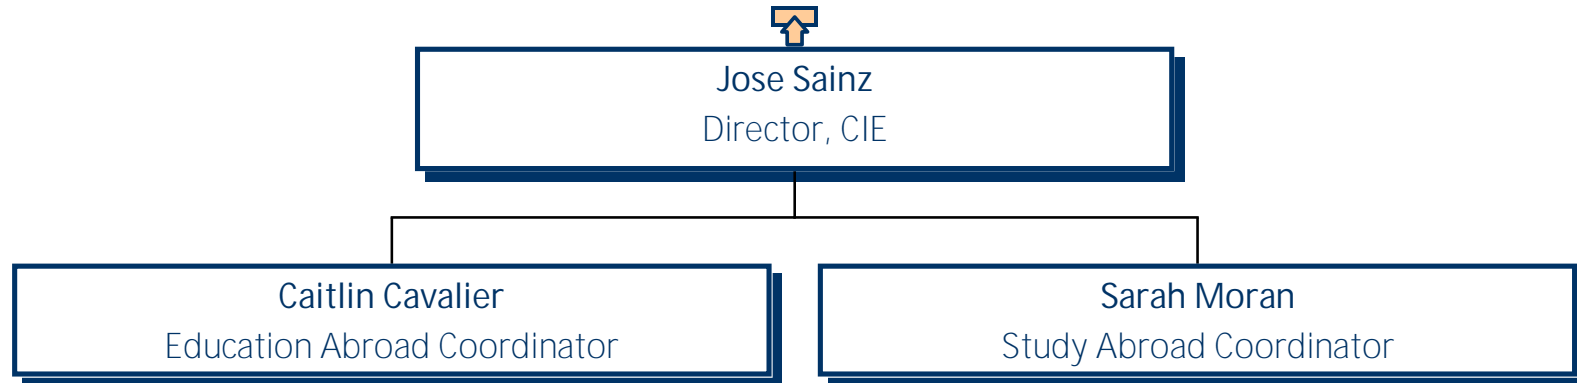 Jose Sainz
Director, CIE
Caitlin Cavalier
Education Abroad Coordinator
Sarah Moran
Study Abroad Coordinator